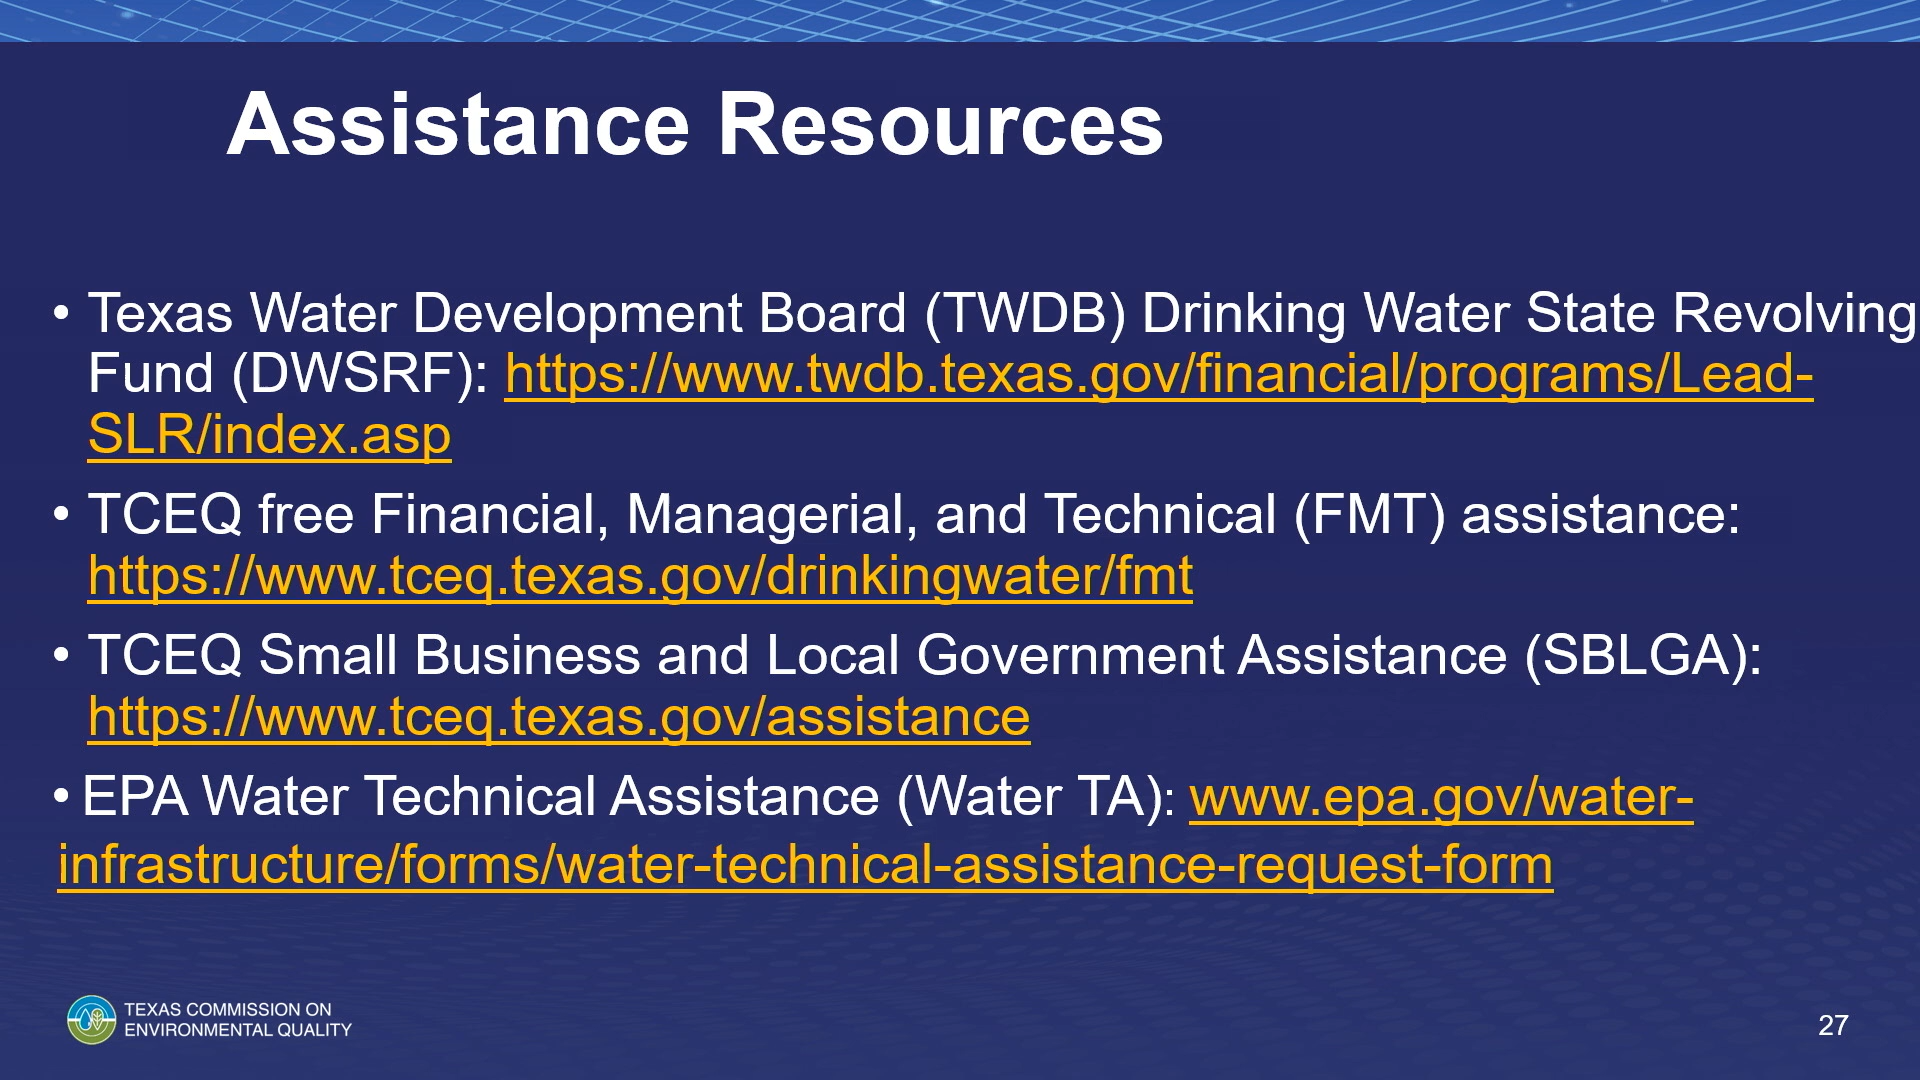 Assistance Resources
• Texas Water Development Board (TWDB) Drinking Water State Revolving
Fund (DWSRF): https://www.twdb.texas.gov/financial/programs/Lead-
SLR/index.asp
• TCEQ free Financial, Managerial, and Technical (FMT) assistance:
https://www.tceq.texas.gov/drinkingwater/fmt
• TCEQ Small Business and Local Government Assistance (SBLGA):
https://www.tceq.texas.gov/assistance
• EPA Water Technical Assistance (Water TA): www.epa.gov/water-
infrastructure/forms/water-technical-assistance-request-form
TEXAS COMMISSION ON
ENVIRONMENTAL QUALITY
27